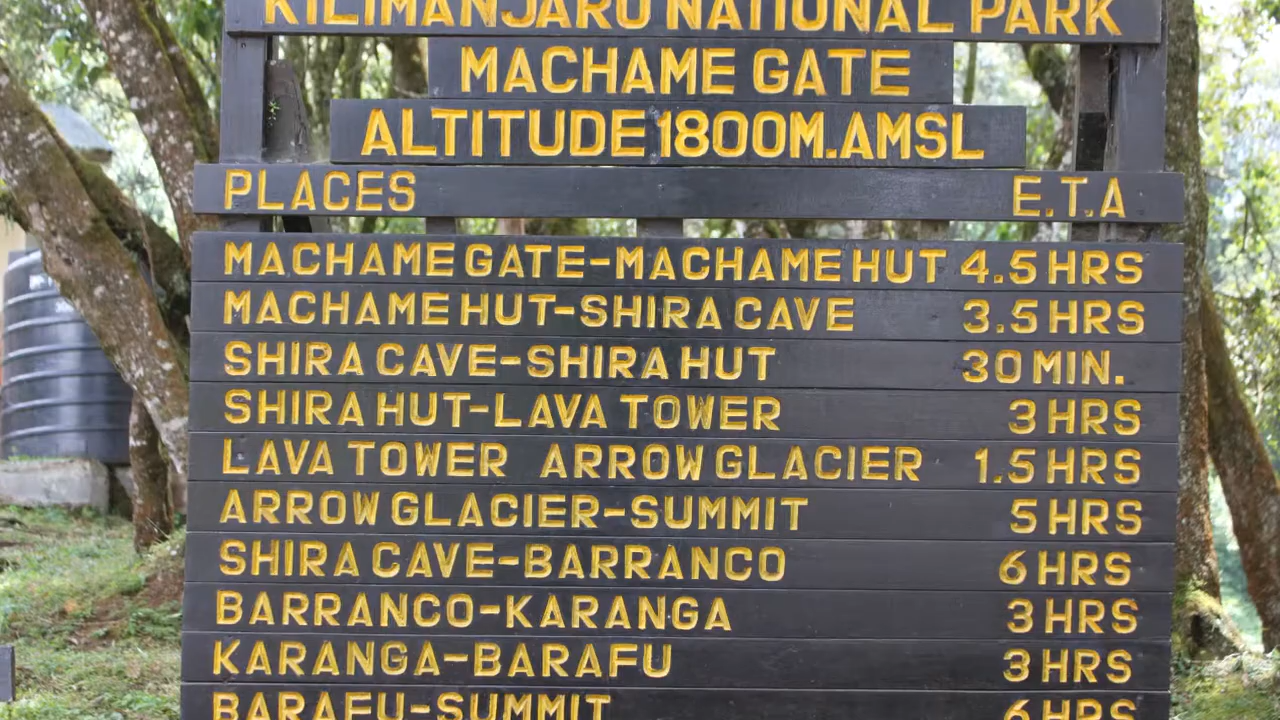 KILIMANJARO NATIONAL PARK
MACHAME GATE
ALTITUDE 1800M.AMSL
PLACES E.T.A
MACHAME GATE-MACHAME HUT 4.5 HRS
MACHAME HUT-SHIRA CAVE 3.5 HRS
SHIRA CAVE-SHIRA HUT 30 MIN.
SHIRA HUT-LAVA TOWER 3 HRS
LAVA TOWER ARROW GLACIER 1.5 HRS
ARROW GLACIER-SUMMIT 5 HRS
SHIRA CAVE-BARRANCO 6 HRS
BARRANCO-KARANGA 3 HRS
KARANGA-BARAFU 3 HRS
BARAFU-SUMMIT 6 HRS